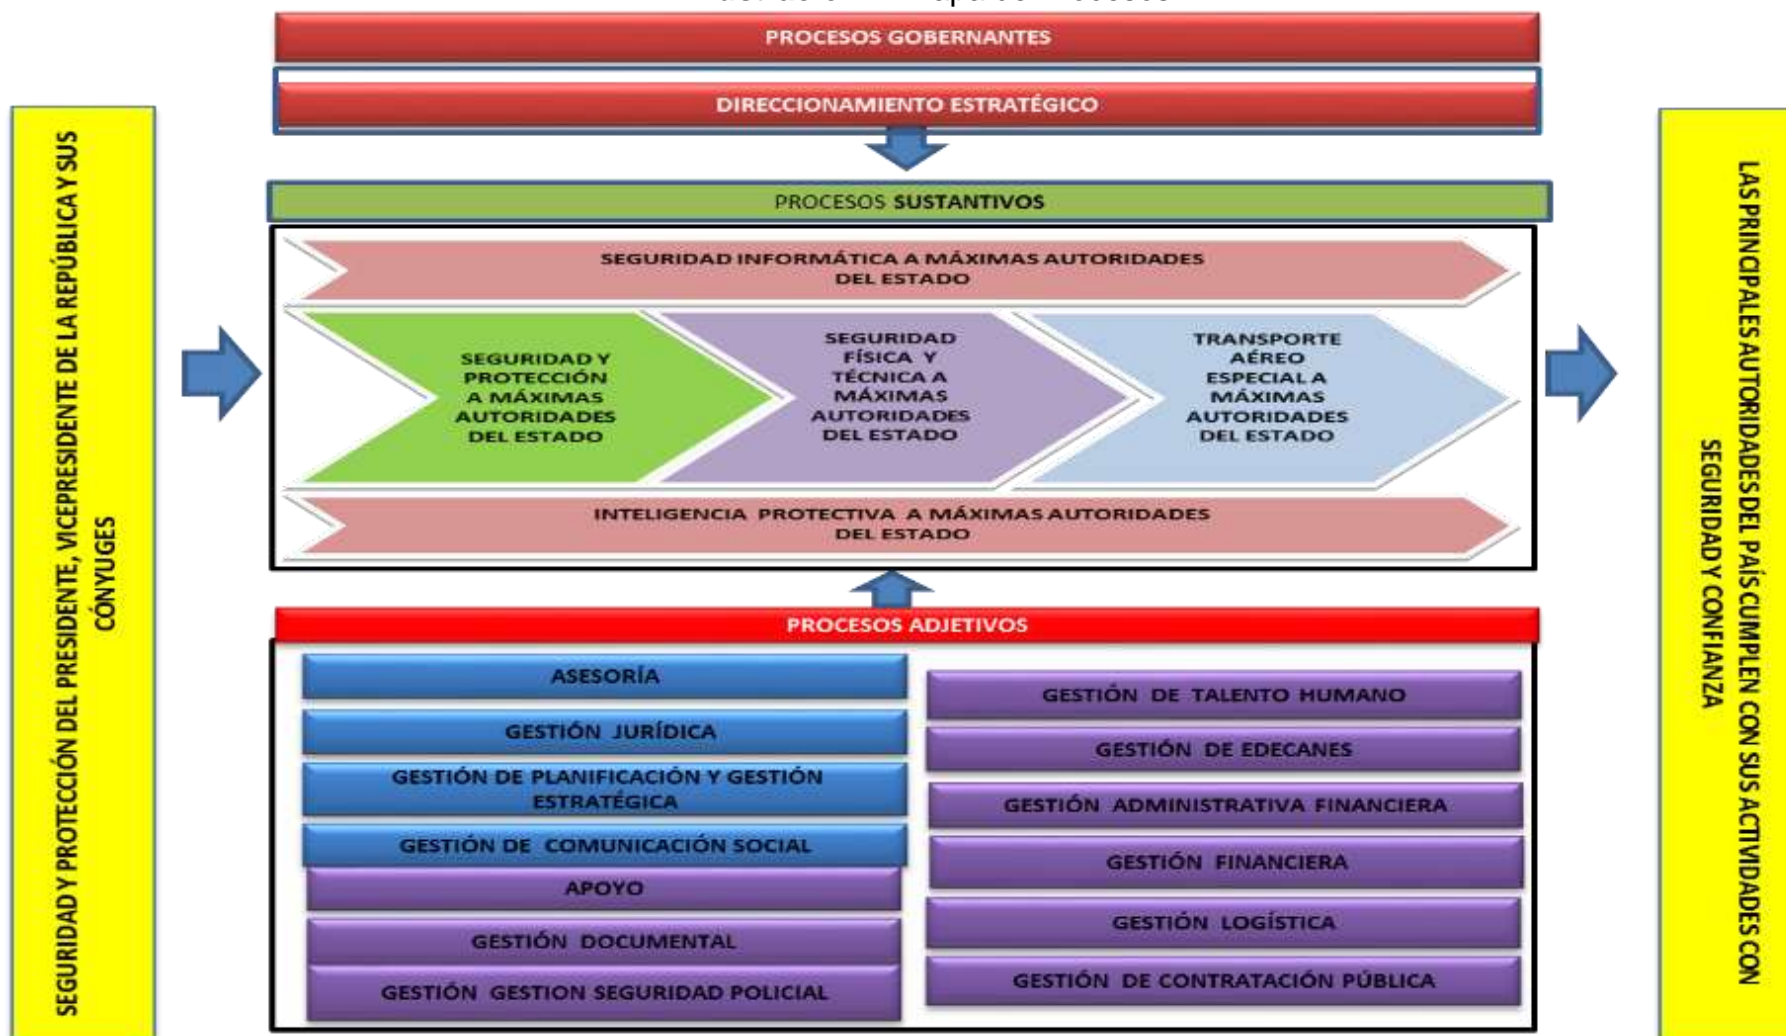 PROCESOS GOBERNANTES
DIRECCIONAMIENTO ESTRATÉGICO
SEGURIDAD Y PROTECCIÓN DEL PRESIDENTE, VICEPRESIDENTE DE LA REPÚBLICA Y SUS
CÓNYUGES
PROCESOS SUSTANTIVOS
SEGURIDAD INFORMÁTICA A MÁXIMAS AUTORIDADES
DEL ESTADO
SEGURIDAD Y
PROTECCIÓN
A MÁXIMAS
AUTORIDADES
DEL ESTADO
SEGURIDAD
FÍSICA Y
TÉCNICA A
MÁXIMAS
AUTORIDADES
DEL ESTADO
TRANSPORTE
AÉREO
ESPECIAL A
MÁXIMAS
AUTORIDADES
DEL ESTADO
INTELIGENCIA PROTECTIVA A MÁXIMAS AUTORIDADES
DEL ESTADO
PROCESOS ADJETIVOS
ASESORÍA
GESTIÓN JURÍDICA
GESTIÓN DE PLANIFICACIÓN Y GESTIÓN
ESTRATÉGICA
GESTIÓN DE COMUNICACIÓN SOCIAL
APOYO
GESTIÓN DOCUMENTAL
GESTIÓN GESTION SEGURIDAD POLICIAL
GESTIÓN DE TALENTO HUMANO
GESTIÓN DE EDECANES
GESTIÓN ADMINISTRATIVA FINANCIERA
GESTIÓN FINANCIERA
GESTIÓN LOGÍSTICA
GESTIÓN DE CONTRATACIÓN PÚBLICA
LAS PRINCIPALES AUTORIDADES DEL PAÍS CUMPLEN CON SUS ACTIVIDADES CON
SEGURIDAD Y CONFIANZA